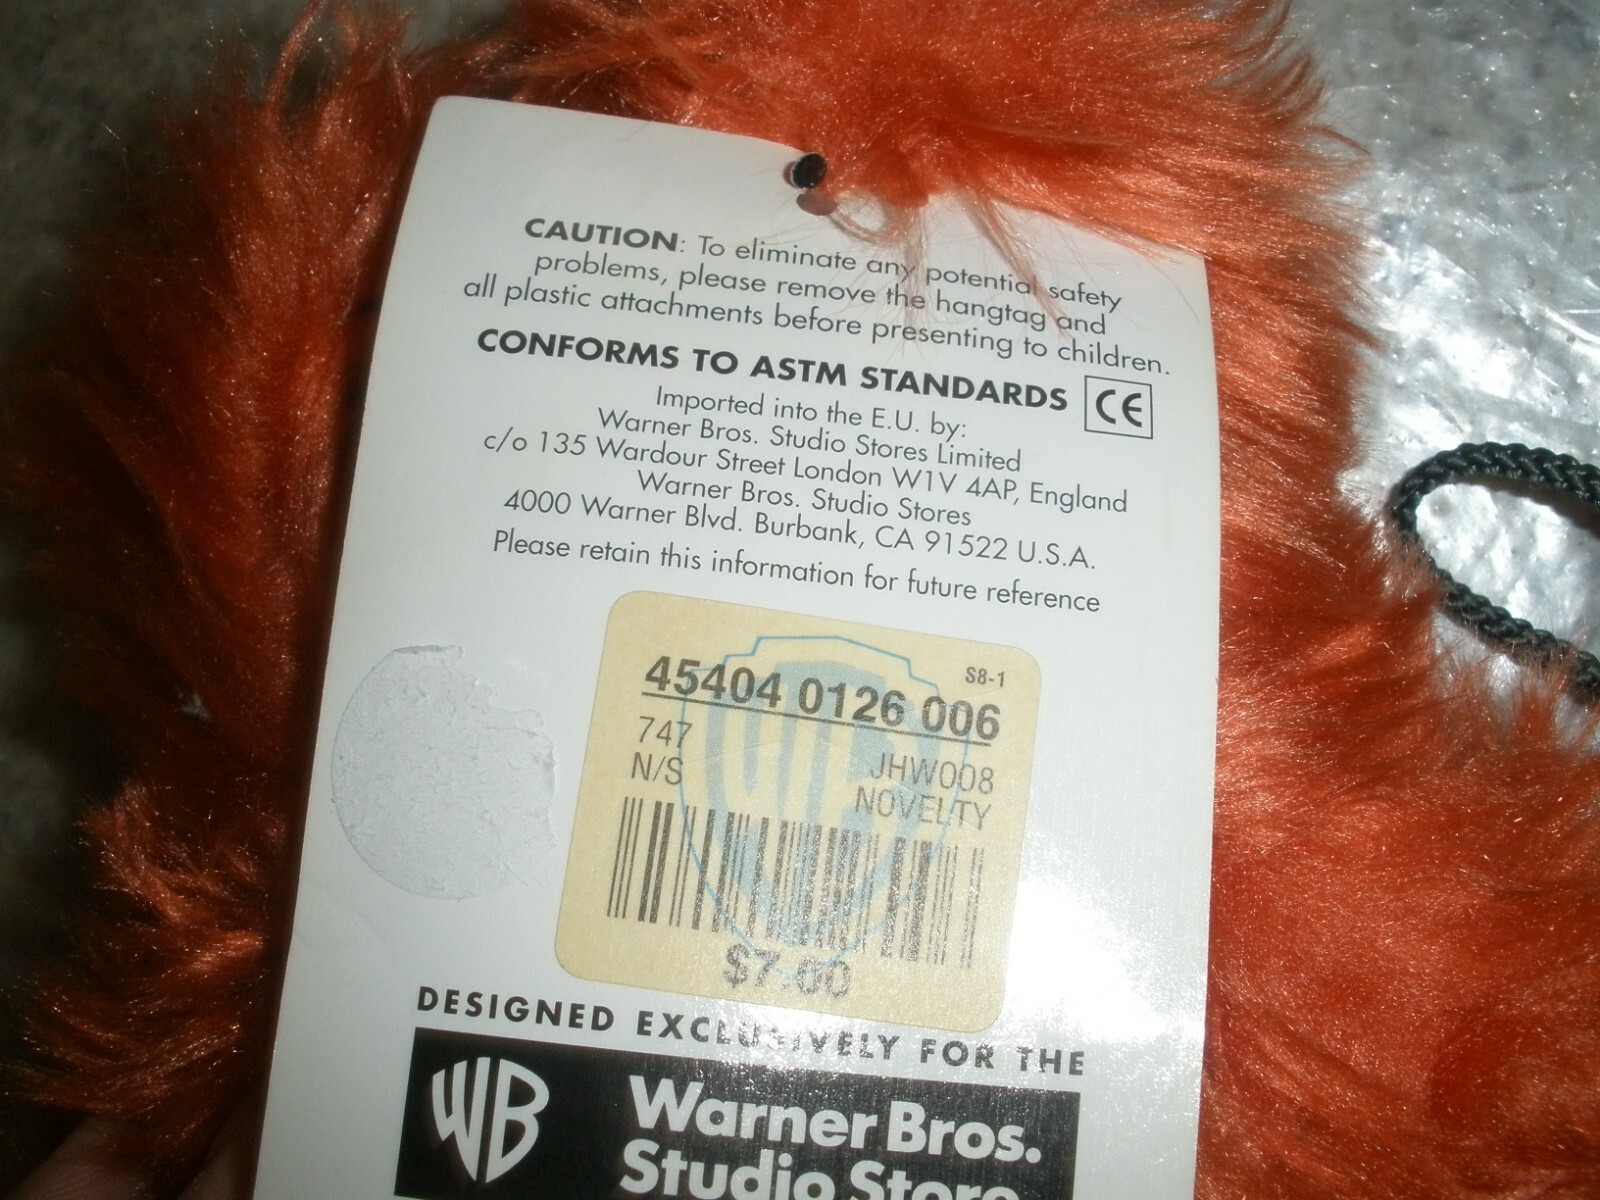 CAUTION: To eliminate any potential safety
problems, please remove the hangtag and
all plastic attachments before presenting to children.
CONFORMS TO ASTM STANDARDS CE
Imported into the E.U. by:
Warner Bros. Studio Stores Limited
c/o 135 Wardour Street London W1V 4AP, England
Warner Bros. Studio Stores
4000 Warner Blvd. Burbank, CA 91522 U.S.A.
Please retain this information for future reference
S8-1
45404 0126 006
747 JHW008
N/S NOVELTY
$7.00
DESIGNED EXCLUSIVELY FOR THE
WB Warner Bros.
Studio Store